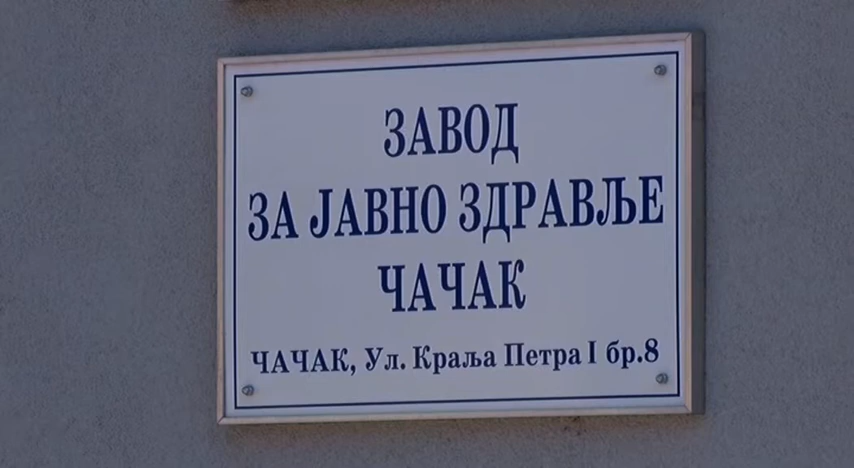 ЗАВОД
ЗА ЈАВНО ЗДРАВЉЕ
ЧАЧАК
ЧАЧАК, Ул. Краља Петра I бр.8